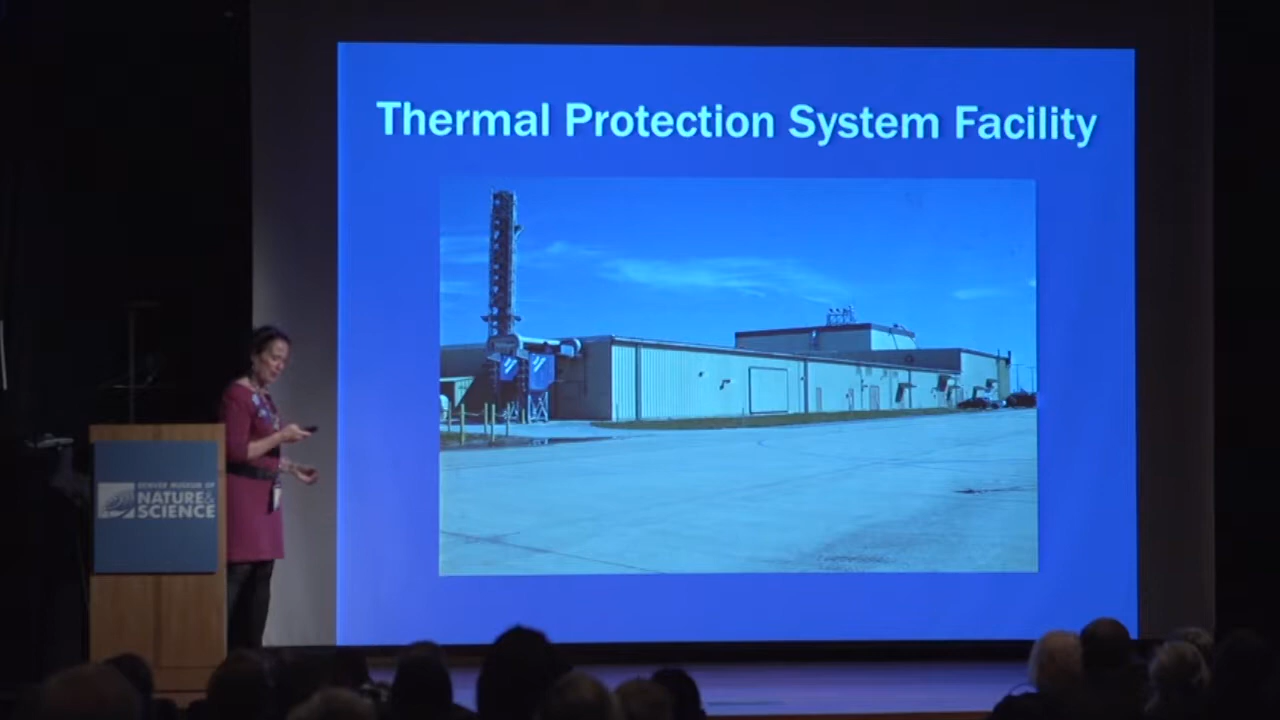 Thermal Protection System Facility
DENVER MUSEUM OF
NATURE&
SCIENCE